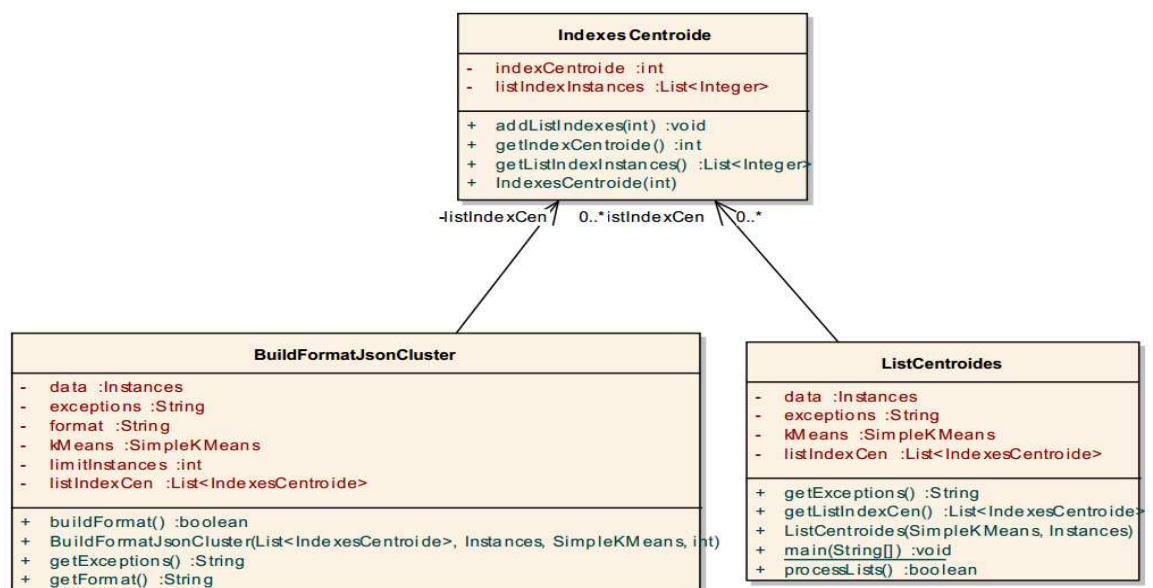 Indexes Centroide
- indexCentroide :int
- listIndexInstances :List<Integer>
+ addListIndexes(int) :void
+ getIndexCentroide() :int
+ getListIndexInstances() :List<Integer>
+ IndexesCentroide(int)
-listIndexCen 0..* istIndexCen 0..*
BuildFormatJsonCluster
- data :Instances
- exceptions :String
- format :String
- kMeans :SimpleKMeans
- limitInstances :int
- listIndexCen :List<IndexesCentroide>
+ buildFormat() :boolean
+ BuildFormatJsonCluster(List<IndexesCentroide>, Instances, SimpleKMeans, int)
+ getExceptions() :String
+ getFormat() :String
ListCentroides
- data :Instances
- exceptions :String
- kMeans :SimpleKMeans
- listIndexCen :List<IndexesCentroide>
+ getExceptions() :String
+ getListIndexCen() :List<IndexesCentroide>
+ ListCentroides(SimpleKMeans, Instances)
+ main(String[]) :void
+ processLists() :boolean